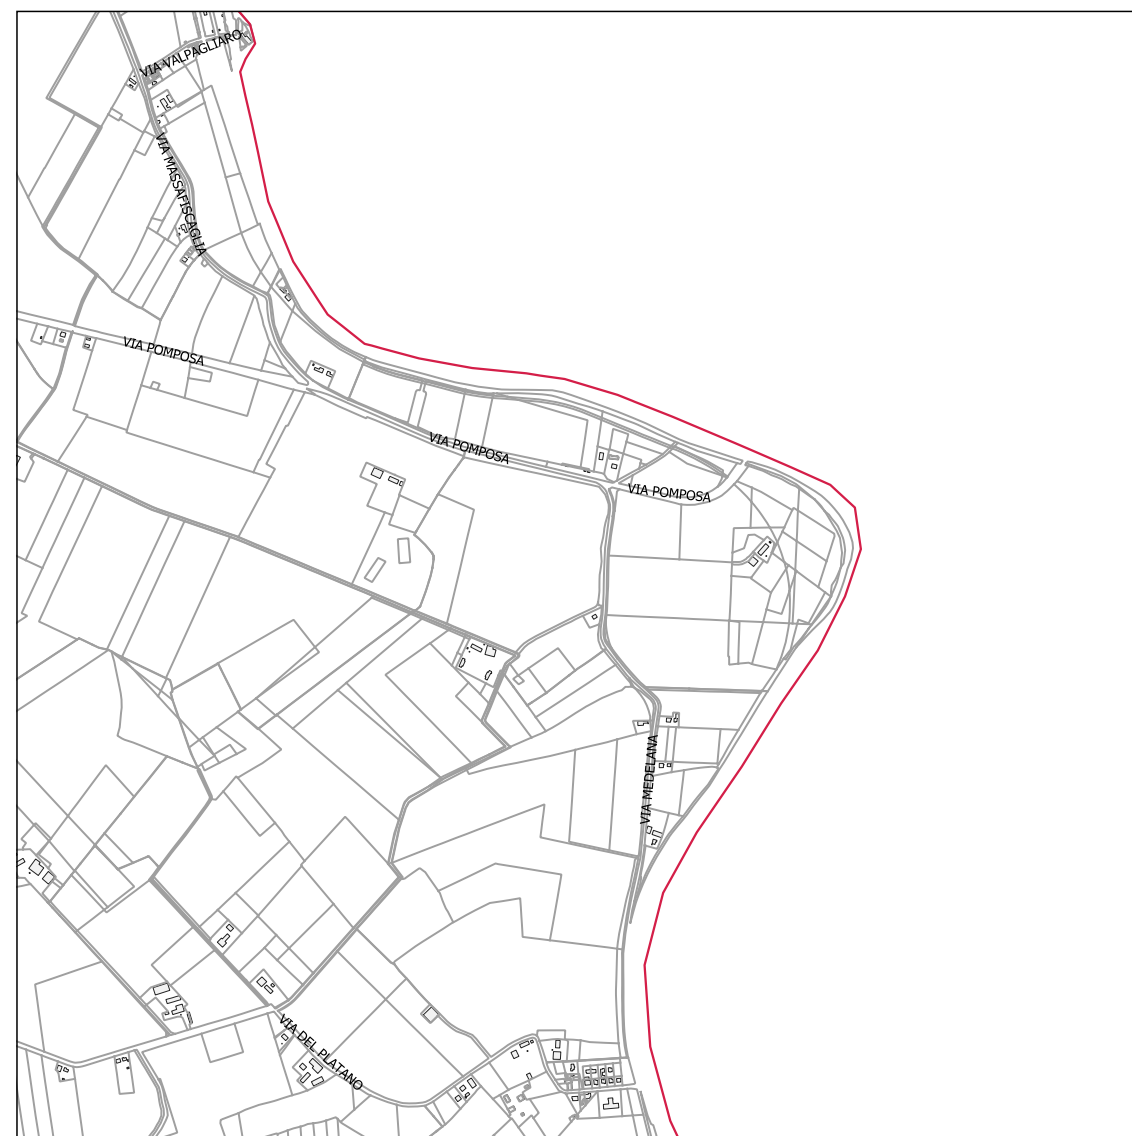 VIA VALPAGLIARO
VIA MASSAFISCAGLIA
VIA POMPOSA
VIA POMPOSA
VIA POMPOSA
VIA MEDELANA
VIA DEL PLATANO